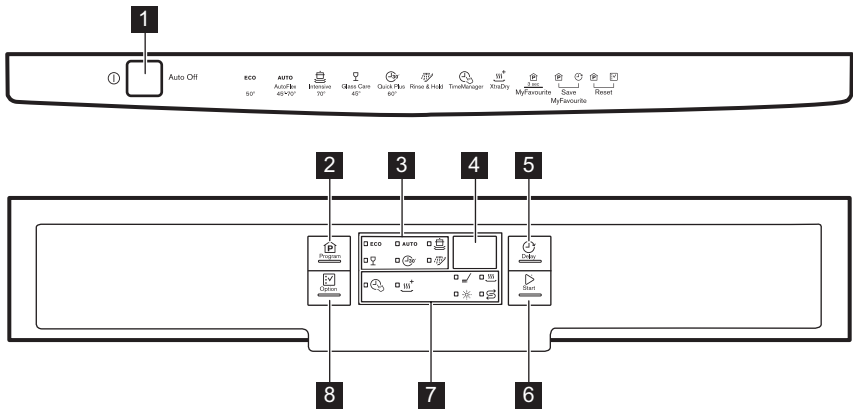 1
Auto Off
ECO
50°
AUTO
AutoFlex
45°-70°
Intensive
70°
Glass Care
45°
30'
Quick Plus
60°
Rinse & Hold
TimeManager
XtraDry
3 sec
MyFavourite
Save
MyFavourite
Reset
2 3 4 5
P
Program
ECO AUTO
30'
Delay
Option
Start
8 7 6